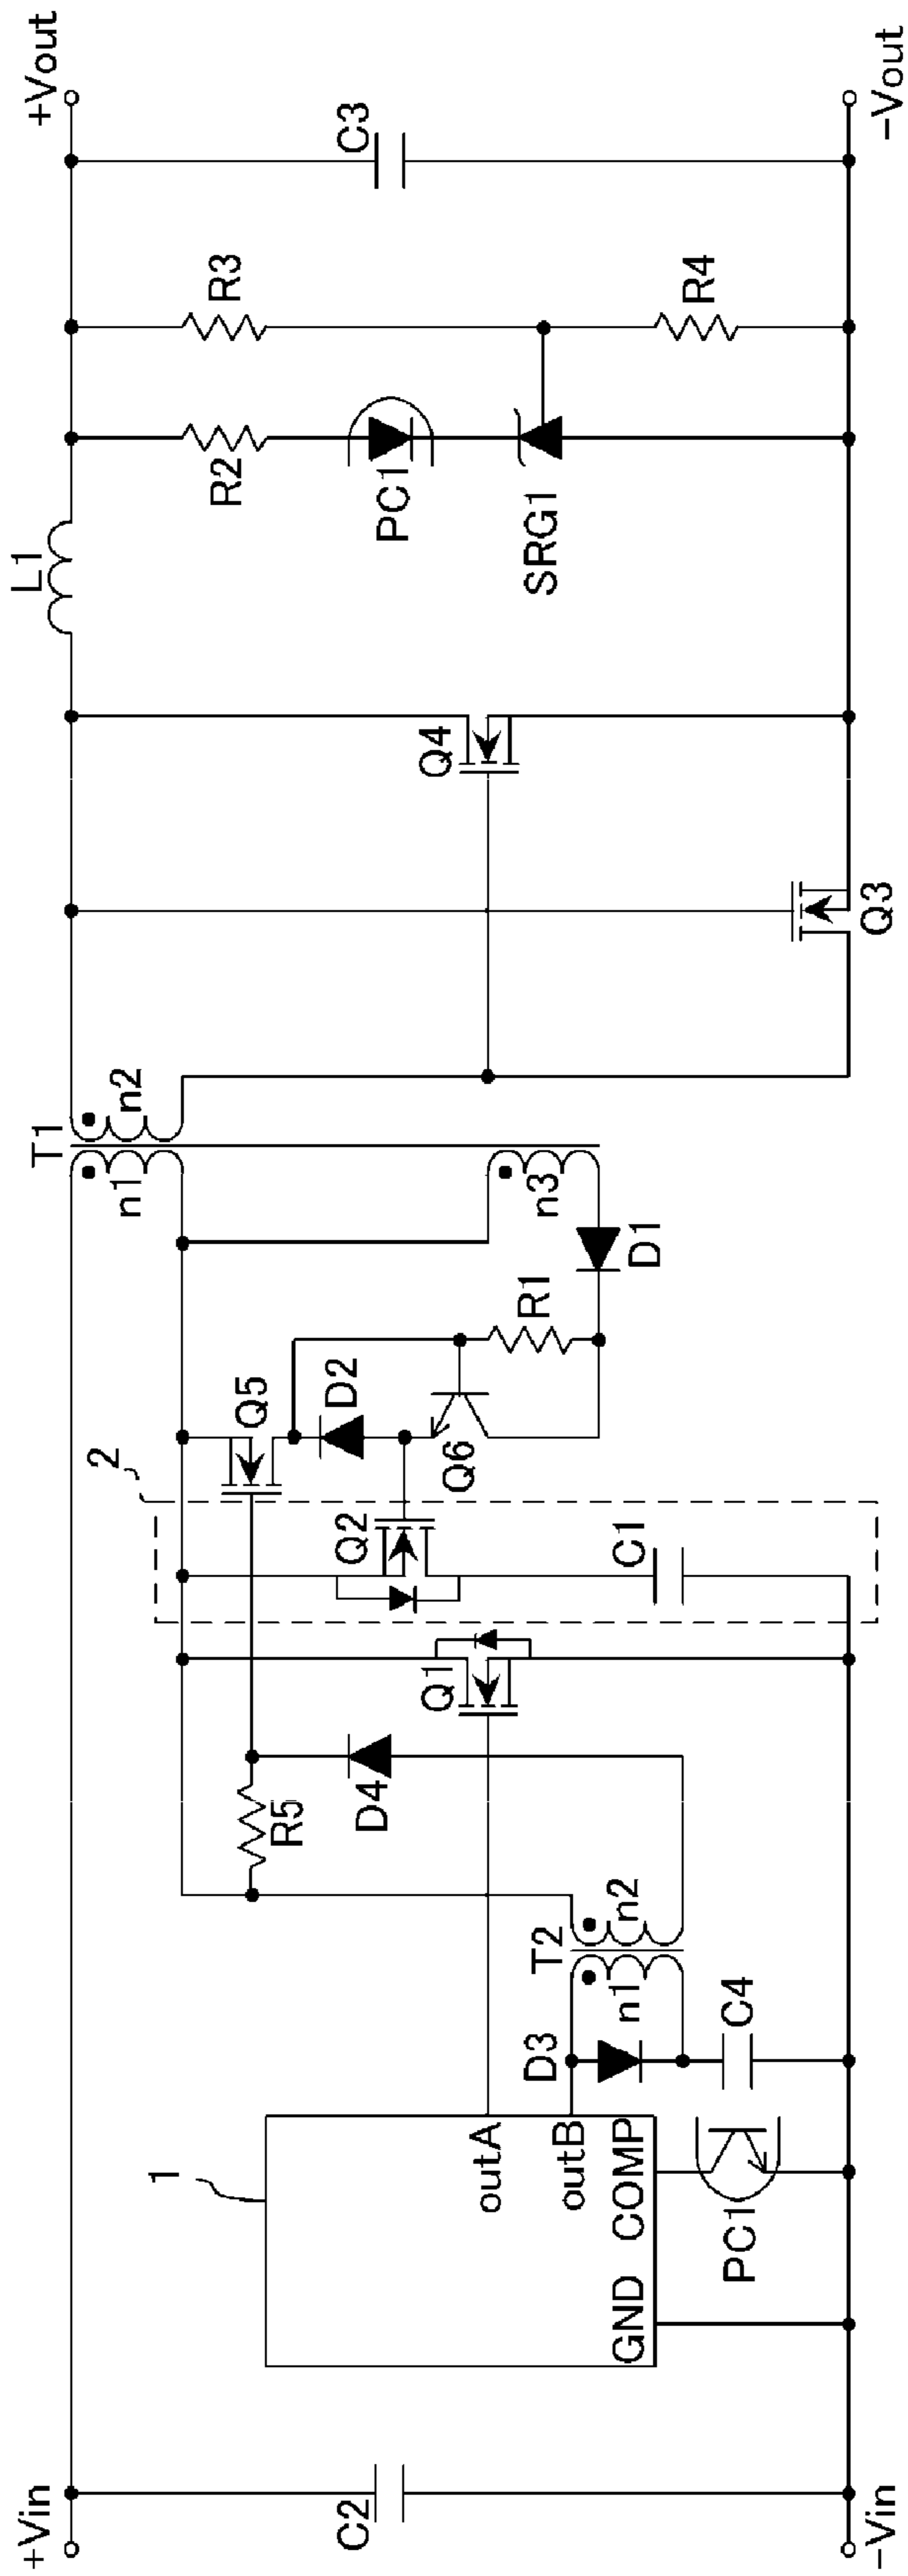 +Vin
C2
-Vin
1
outA
outB
COMP
GND
PC1
D3
C4
T2
n1
n2
R5
D4
Q1
2
Q2
C1
Q5
D2
Q6
R1
D1
T1
n1
n2
n3
Q4
Q3
L1
R2
PC1
SRG1
R3
R4
C3
+Vout
-Vout